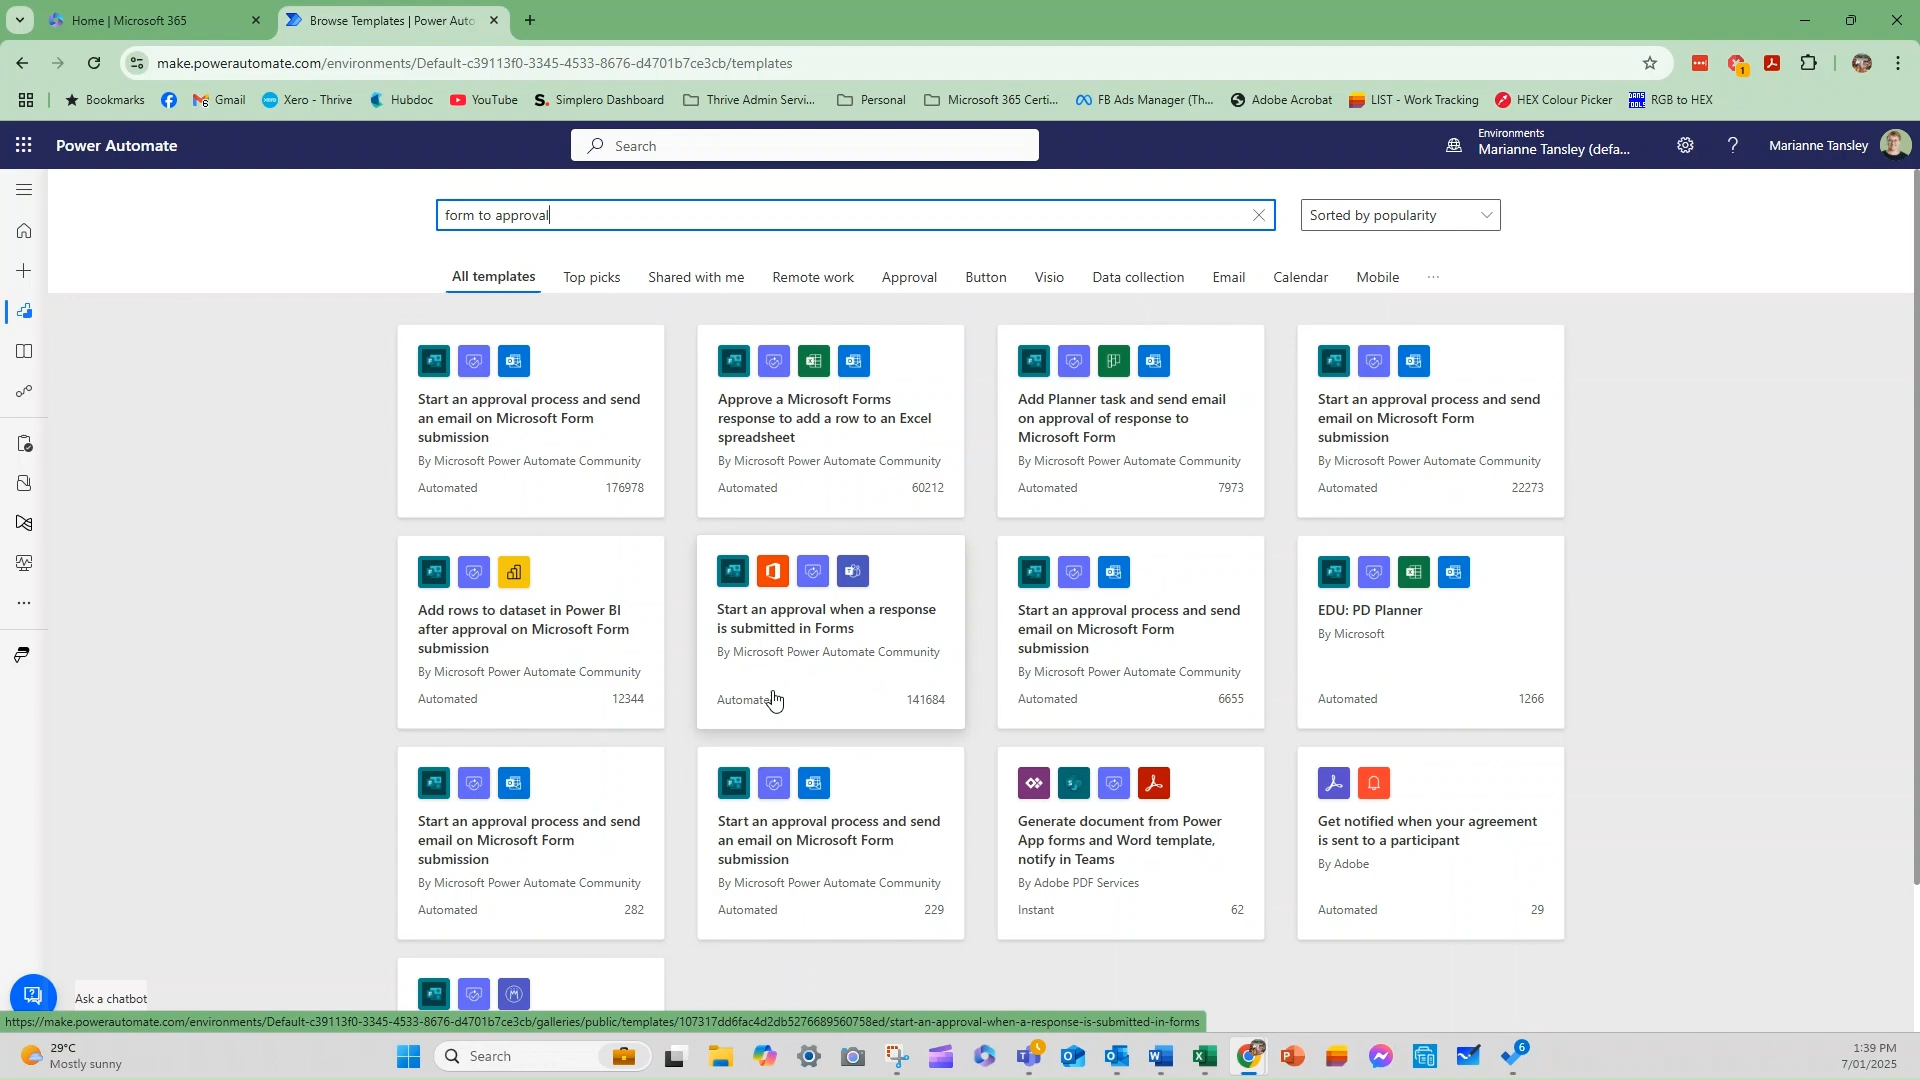 Home | Microsoft 365
Browse Templates | Power Auto
make.powerautomate.com/environments/Default-c39113f0-3345-4533-8676-d4701b7ce3cb/templates
1
Bookmarks
Gmail
Xero - Thrive
Hubdoc
YouTube
Simplero Dashboard
Thrive Admin Servi...
Personal
Microsoft 365 Certi...
FB Ads Manager (Th...
Adobe Acrobat
LIST - Work Tracking
HEX Colour Picker
RGB to HEX
Power Automate
Search
Environments
Marianne Tansley (defa...
Marianne Tansley
form to approval
Sorted by popularity
All templates
Top picks
Shared with me
Remote work
Approval
Button
Visio
Data collection
Email
Calendar
Mobile
...
Start an approval process and send
an email on Microsoft Form
submission
By Microsoft Power Automate Community
Automated 176978
Approve a Microsoft Forms
response to add a row to an Excel
spreadsheet
By Microsoft Power Automate Community
Automated 60212
Add Planner task and send email
on approval of response to
Microsoft Form
By Microsoft Power Automate Community
Automated 7973
Start an approval process and send
email on Microsoft Form
submission
By Microsoft Power Automate Community
Automated 22273
Add rows to dataset in Power BI
after approval on Microsoft Form
submission
By Microsoft Power Automate Community
Automated 12344
Start an approval when a response
is submitted in Forms
By Microsoft Power Automate Community
Automated 141684
Start an approval process and send
email on Microsoft Form
submission
By Microsoft Power Automate Community
Automated 6655
EDU: PD Planner
By Microsoft
Automated 1266
Start an approval process and send
email on Microsoft Form
submission
By Microsoft Power Automate Community
Automated 282
Start an approval process and send
an email on Microsoft Form
submission
By Microsoft Power Automate Community
Automated 229
Generate document from Power
App forms and Word template,
notify in Teams
By Adobe PDF Services
Instant 62
Get notified when your agreement
is sent to a participant
By Adobe
Automated 29
Ask a chatbot
https://make.powerautomate.com/environments/Default-c39113f0-3345-4533-8676-d4701b7ce3cb/galleries/public/templates/107317dd6fac4d2db5276689560758ed/start-an-approval-when-a-response-is-submitted-in-forms
29°C
Mostly sunny
Search
6
1:39 PM
7/01/2025